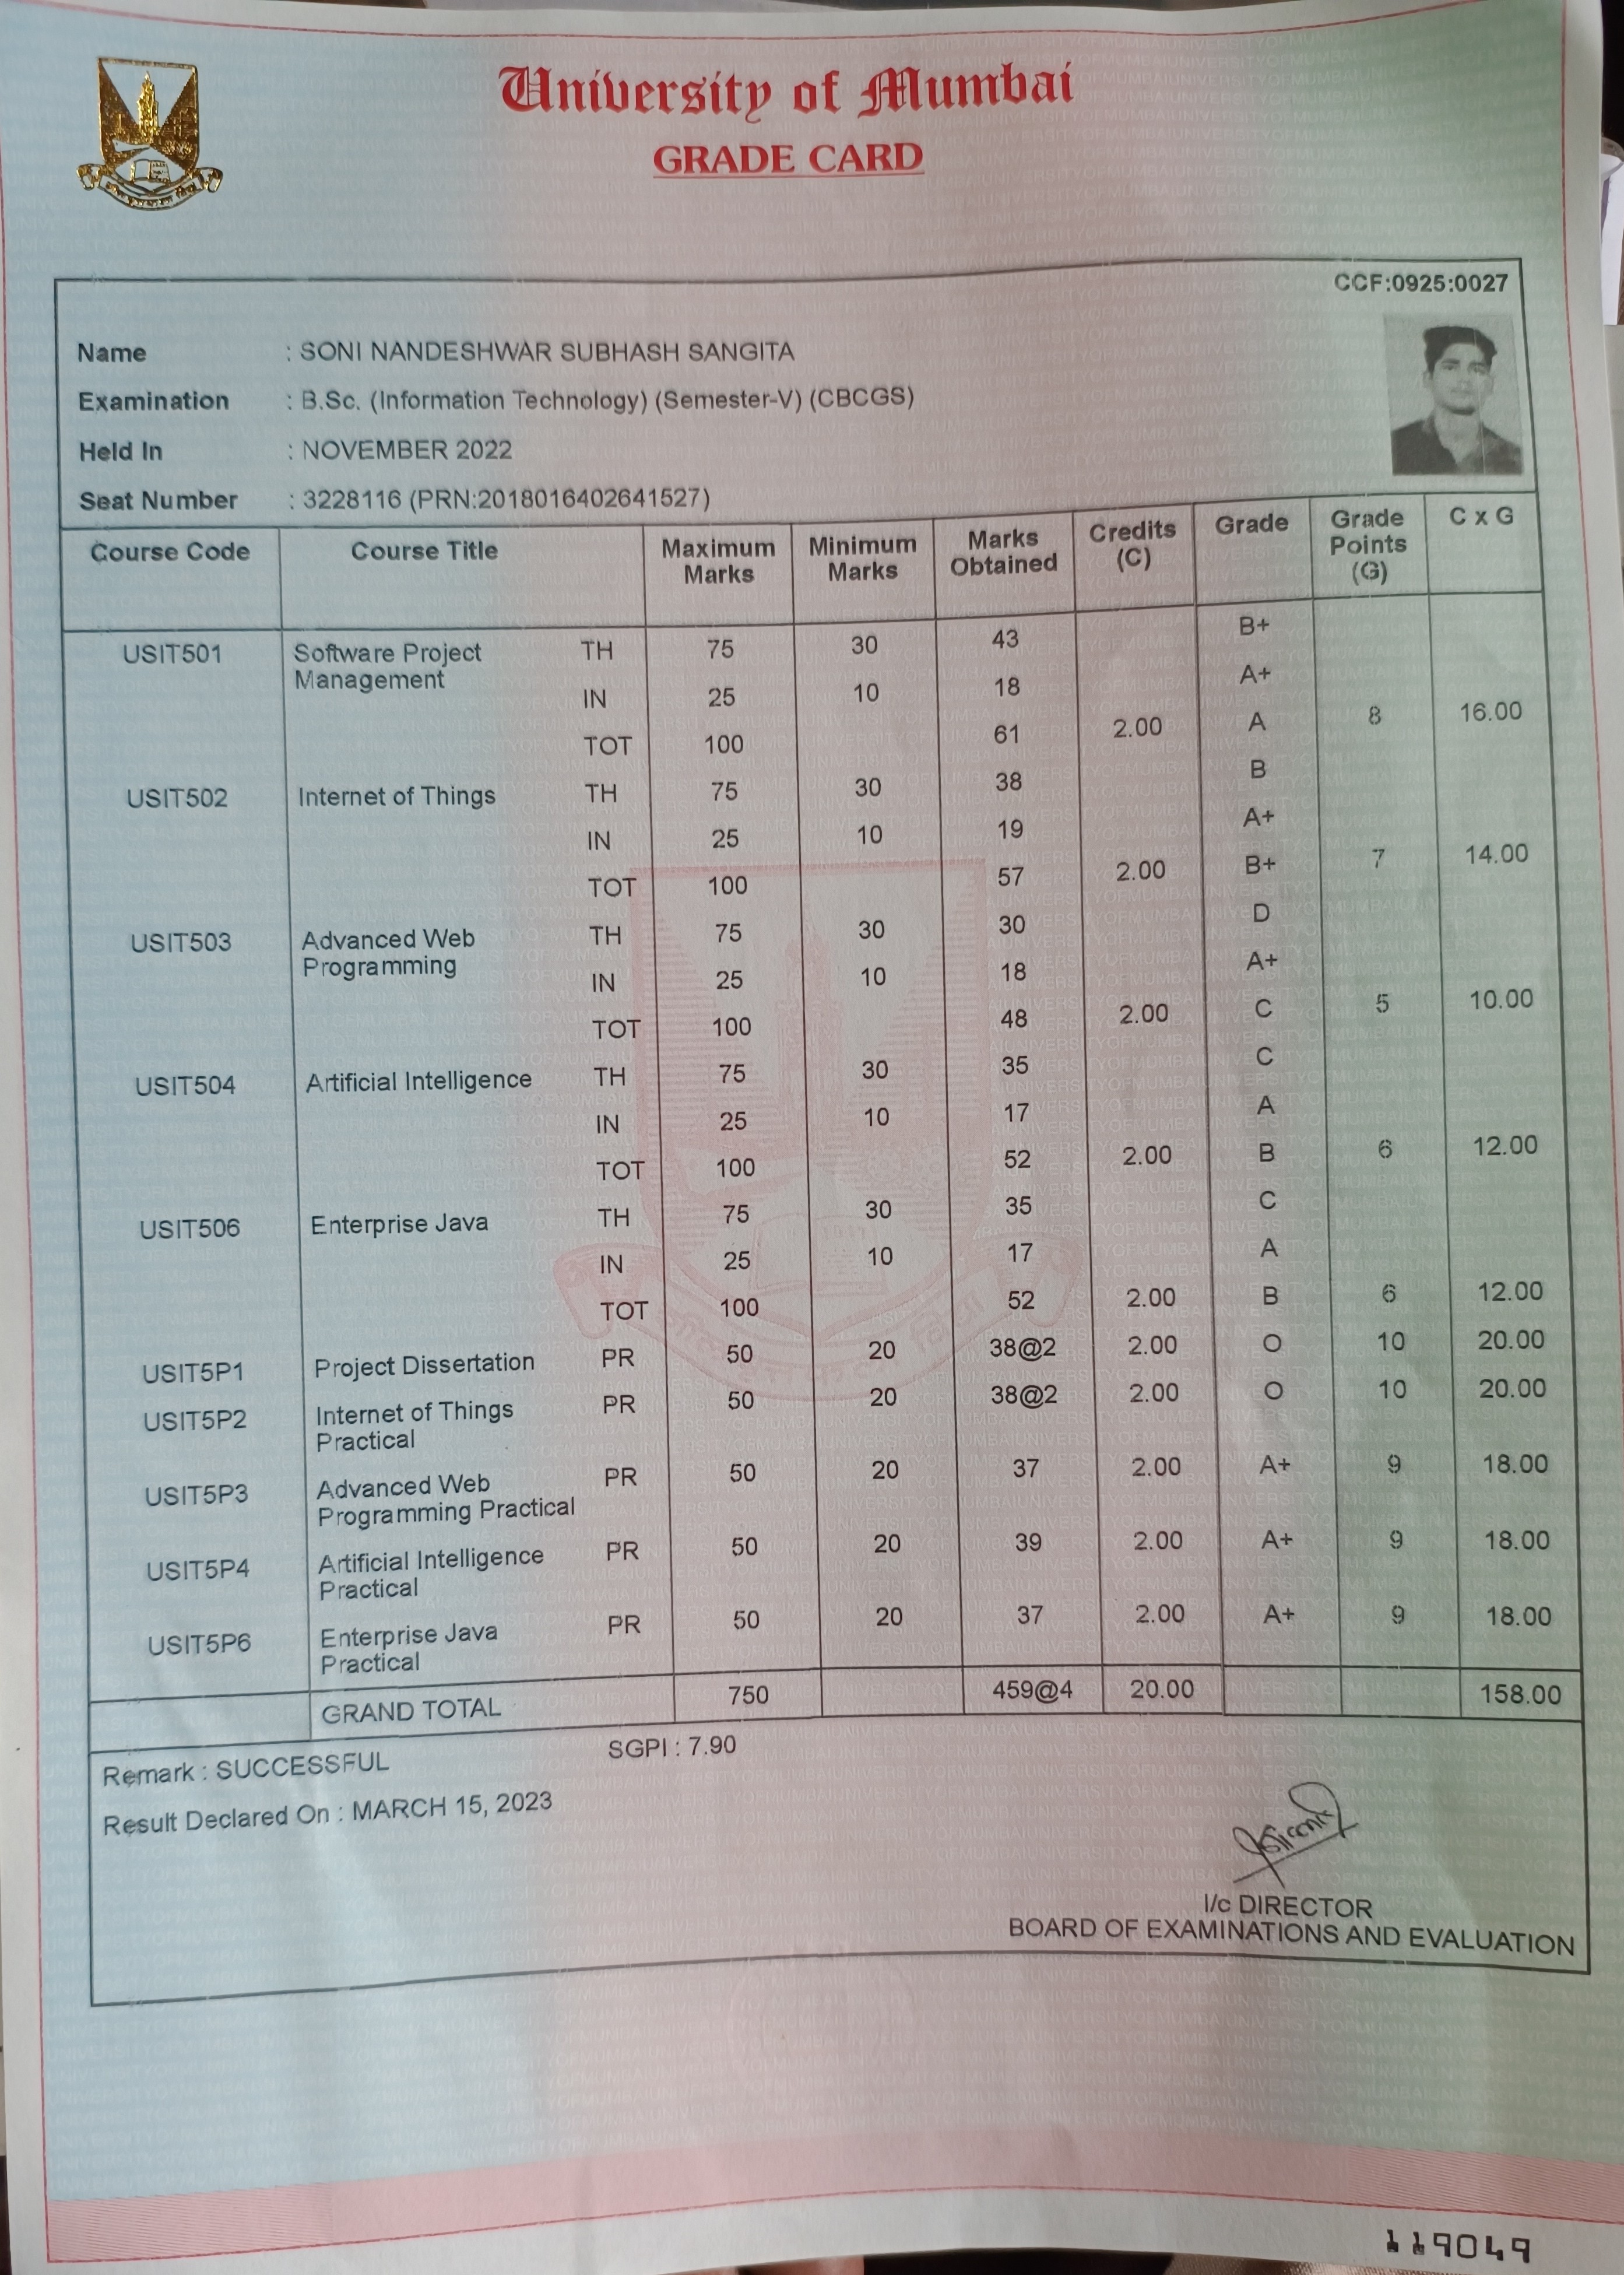 University of Mumbai
GRADE CARD
CCF:0925:0027
Name : SONI NANDESHWAR SUBHASH SANGITA
Examination : B.Sc. (Information Technology) (Semester-V) (CBCGS)
Held In : NOVEMBER 2022
Seat Number : 3228116 (PRN:2018016402641527)
Course Code Course Title Maximum Marks Minimum Marks Marks Obtained Credits (C) Grade Grade Points (G) C x G
USIT501 Software Project TH 75 30 43 B+
Management IN 25 10 18 A+
TOT 100 61 2.00 A 8 16.00
USIT502 Internet of Things TH 75 30 38 B
IN 25 10 19 A+
TOT 100 57 2.00 B+ 7 14.00
USIT503 Advanced Web TH 75 30 30 D
Programming IN 25 10 18 A+
TOT 100 48 2.00 C 5 10.00
USIT504 Artificial Intelligence TH 75 30 35 C
IN 25 10 17 A
TOT 100 52 2.00 B 6 12.00
USIT506 Enterprise Java TH 75 30 35 C
IN 25 10 17 A
TOT 100 52 2.00 B 6 12.00
USIT5P1 Project Dissertation PR 50 20 38@2 2.00 O 10 20.00
USIT5P2 Internet of Things PR 50 20 38@2 2.00 O 10 20.00
Practical
USIT5P3 Advanced Web PR 50 20 37 2.00 A+ 9 18.00
Programming Practical
USIT5P4 Artificial Intelligence PR 50 20 39 2.00 A+ 9 18.00
Practical
USIT5P6 Enterprise Java PR 50 20 37 2.00 A+ 9 18.00
Practical
GRAND TOTAL 750 459@4 20.00 158.00
Remark : SUCCESSFUL SGPI : 7.90
Result Declared On : MARCH 15, 2023
I/c DIRECTOR
BOARD OF EXAMINATIONS AND EVALUATION
119049